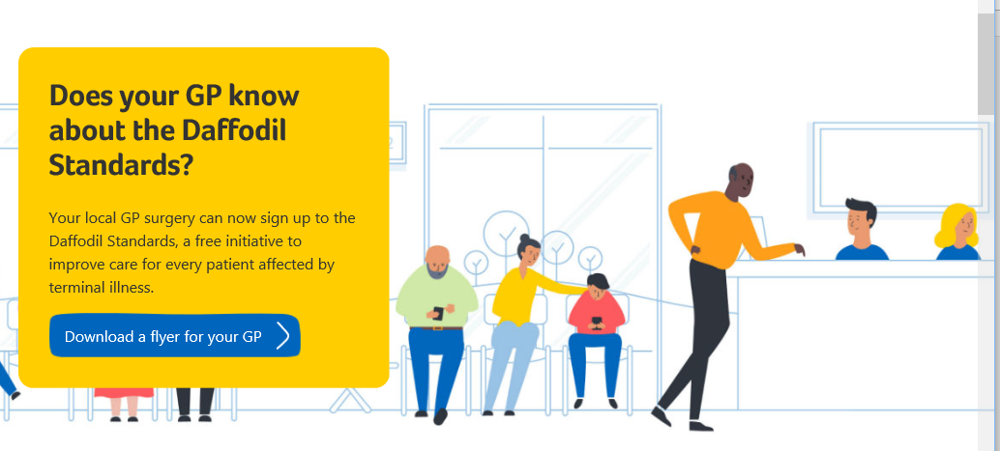 Does your GP know
about the Daffodil
Standards?
Your local GP surgery can now sign up to the
Daffodil Standards, a free initiative to
improve care for every patient affected by
terminal illness.
Download a flyer for your GP